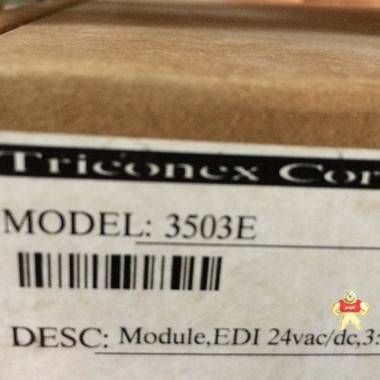 Triconex Cor
MODEL: 3503E
DESC: Module,EDI 24vac/dc,3